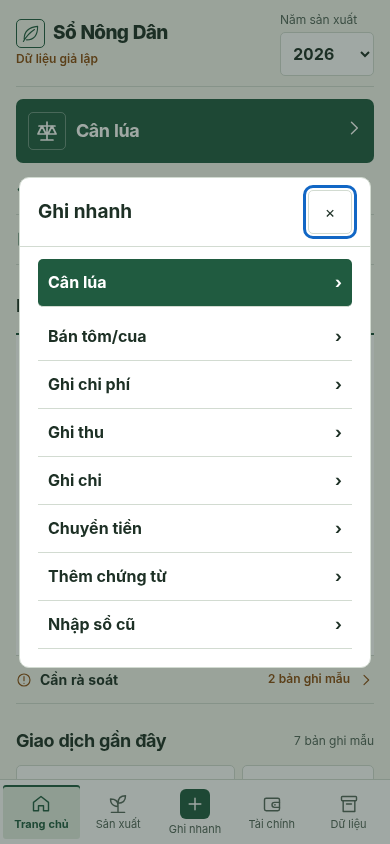 Sổ Nông Dân
Dữ liệu giả lập
Năm sản xuất
2026
Cân lúa
Ghi nhanh
×
Cân lúa
Bán tôm/cua
Ghi chi phí
Ghi thu
Ghi chi
Chuyển tiền
Thêm chứng từ
Nhập sổ cũ
Cần rà soát
2 bản ghi mẫu
Giao dịch gần đây
7 bản ghi mẫu
Trang chủ
Sản xuất
Ghi nhanh
Tài chính
Dữ liệu